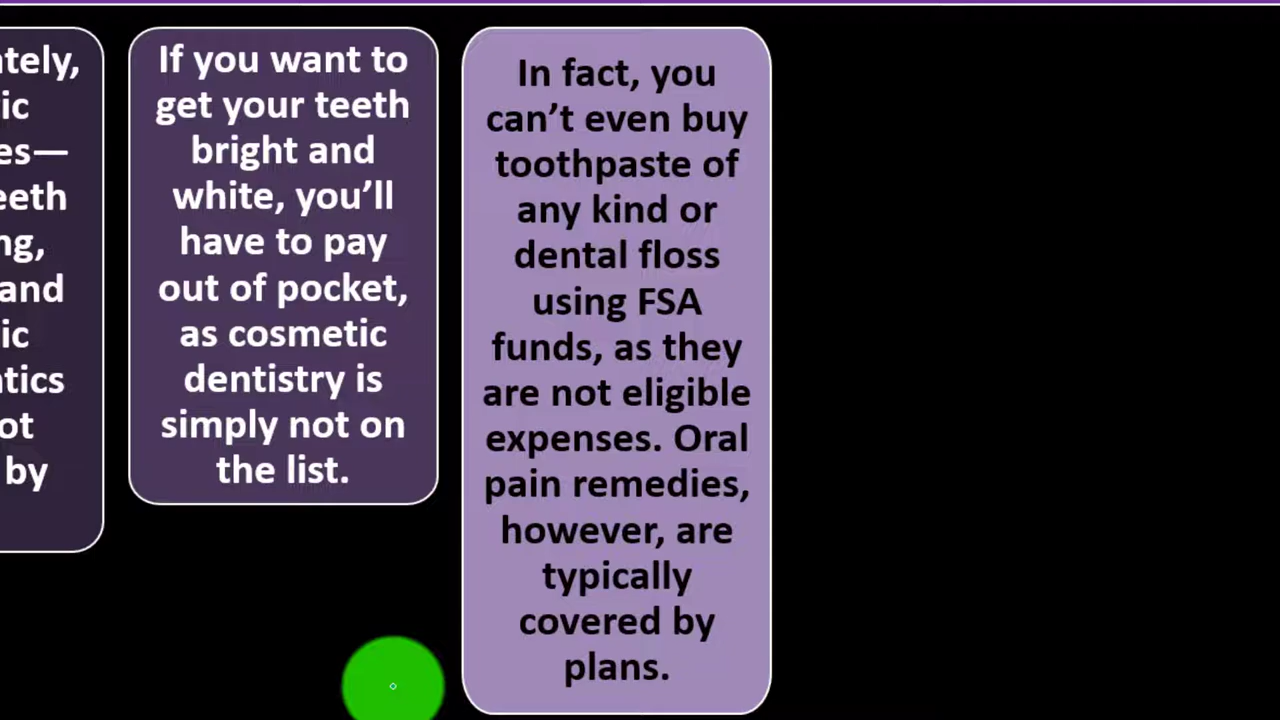 and
by
If you want to
get your teeth
bright and
white, you’ll
have to pay
out of pocket,
as cosmetic
dentistry is
simply not on
the list.
In fact, you
can’t even buy
toothpaste of
any kind or
dental floss
using FSA
funds, as they
are not eligible
expenses. Oral
pain remedies,
however, are
typically
covered by
plans.